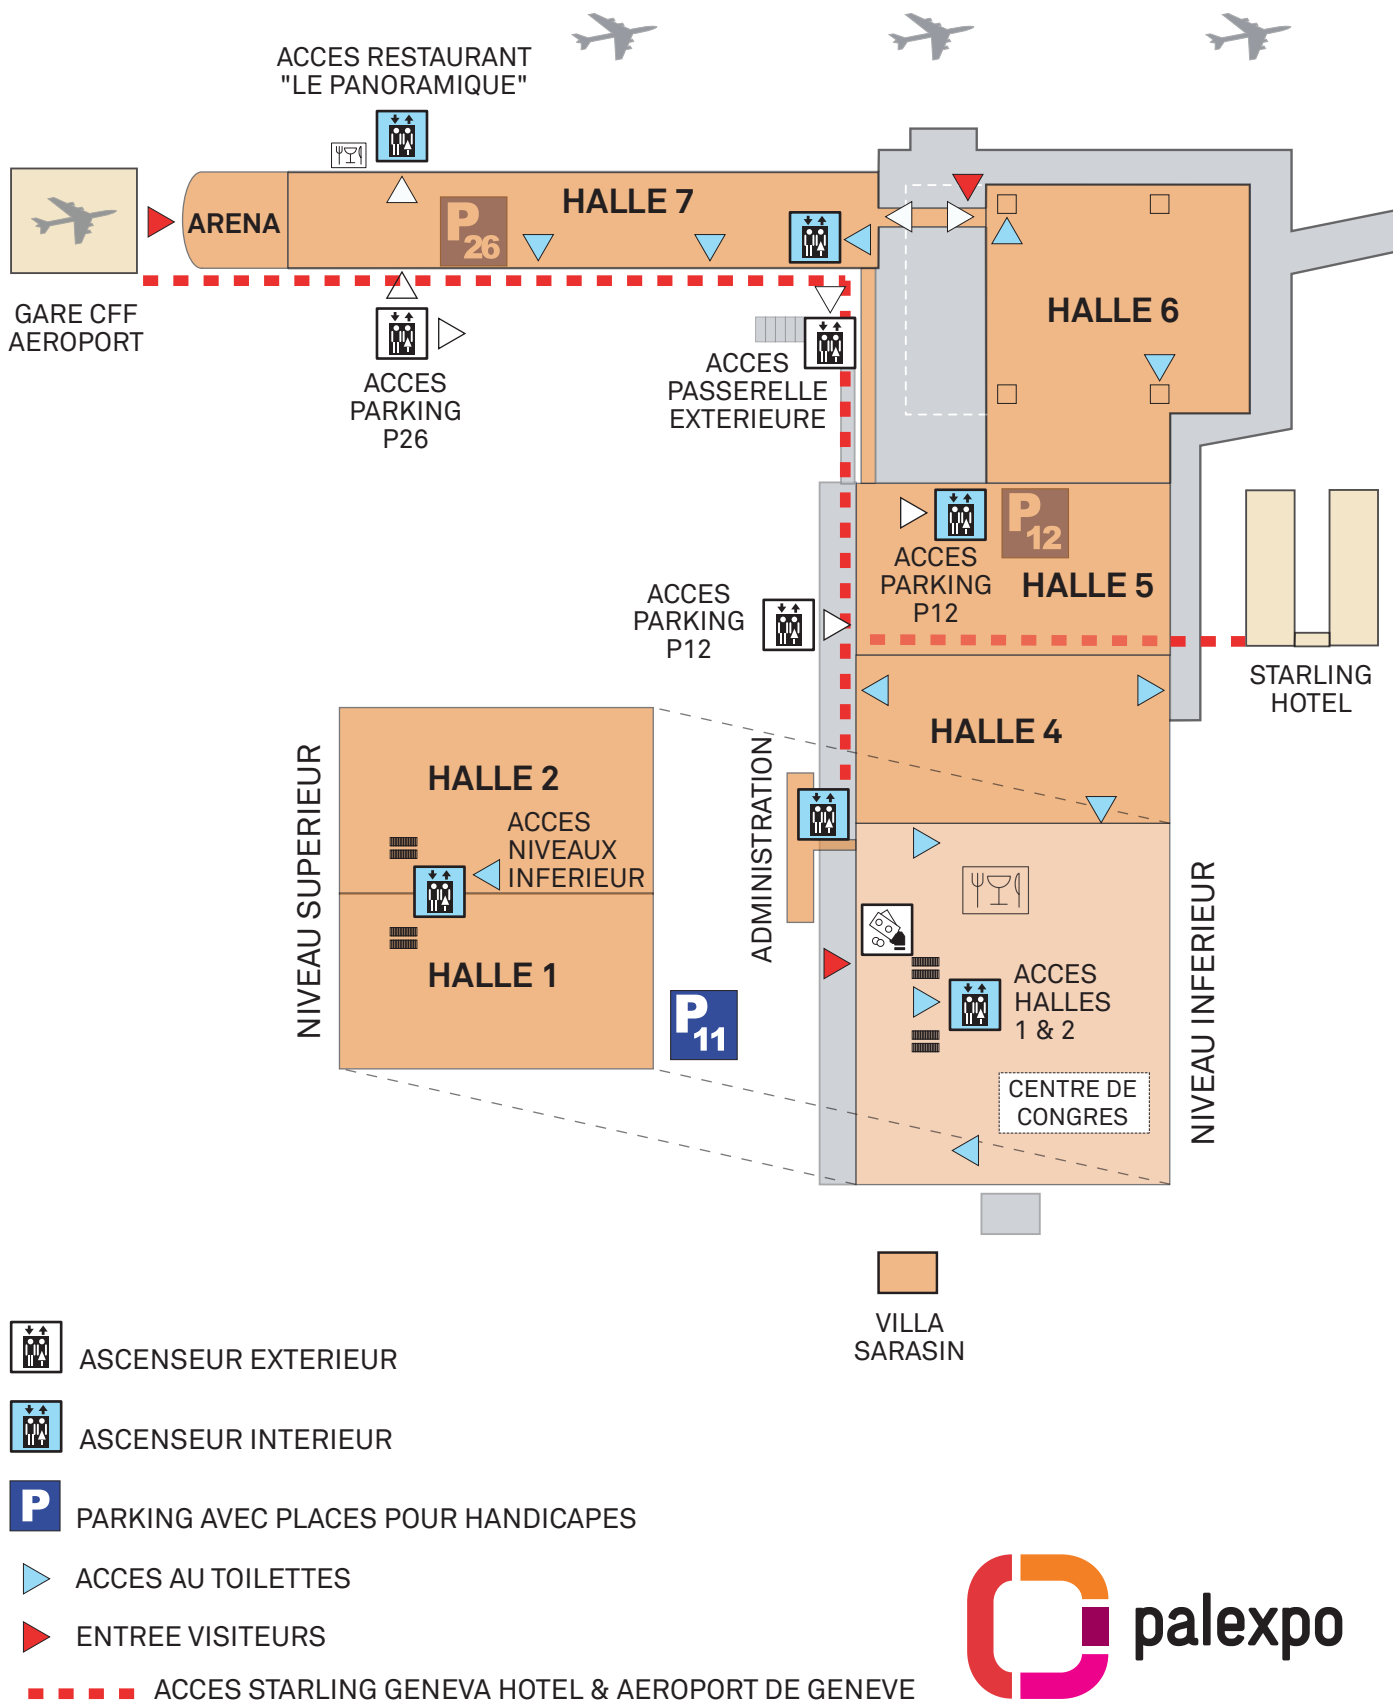 ACCES RESTAURANT
"LE PANORAMIQUE"
HALLE 7
ARENA
P 26
GARE CFF
AEROPORT
HALLE 6
ACCES
PARKING
P26
ACCES
PASSERELLE
EXTERIEURE
P 12
ACCES
PARKING
P12
HALLE 5
ACCES
PARKING
P12
STARLING
HOTEL
HALLE 4
NIVEAU SUPERIEUR
HALLE 2
ACCES
NIVEAUX
INFERIEUR
HALLE 1
ADMINISTRATION
P 11
ACCES
HALLES
1 & 2
CENTRE DE
CONGRES
NIVEAU INFERIEUR
VILLA
SARASIN
ASCENSEUR EXTERIEUR
ASCENSEUR INTERIEUR
P PARKING AVEC PLACES POUR HANDICAPES
ACCES AU TOILETTES
ENTREE VISITEURS
ACCES STARLING GENEVA HOTEL & AEROPORT DE GENEVE
palexpo